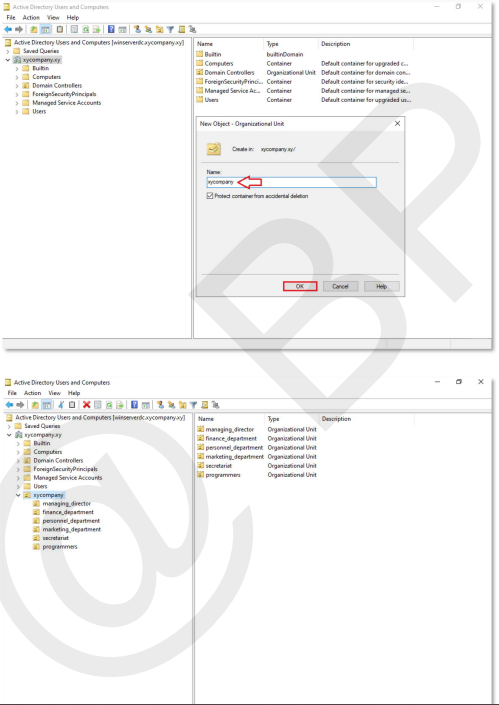 Active Directory Users and Computers
File Action View Help
Active Directory Users and Computers [winserverdc.xycompany.xy]
Saved Queries
xycompany.xy
Builtin
Computers
Domain Controllers
ForeignSecurityPrincipals
Managed Service Accounts
Users
Name Type Description
Builtin builtinDomain
Computers Container Default container for upgraded c...
Domain Controllers Organizational Unit Default container for domain con...
ForeignSecurityPrinci... Container Default container for security ide...
Managed Service Ac... Container Default container for managed se...
Users Container Default container for upgraded us...
New Object - Organizational Unit
Create in: xycompany.xy/
Name:
xycompany
Protect container from accidental deletion
OK Cancel Help
Active Directory Users and Computers
File Action View Help
Active Directory Users and Computers [winserverdc.xycompany.xy]
Saved Queries
xycompany.xy
Builtin
Computers
Domain Controllers
ForeignSecurityPrincipals
Managed Service Accounts
Users
xycompany
managing_director
finance_department
personnel_department
marketing_department
secretariat
programmers
Name Type Description
managing_director Organizational Unit
finance_department Organizational Unit
personnel_department Organizational Unit
marketing_department Organizational Unit
secretariat Organizational Unit
programmers Organizational Unit
@BP